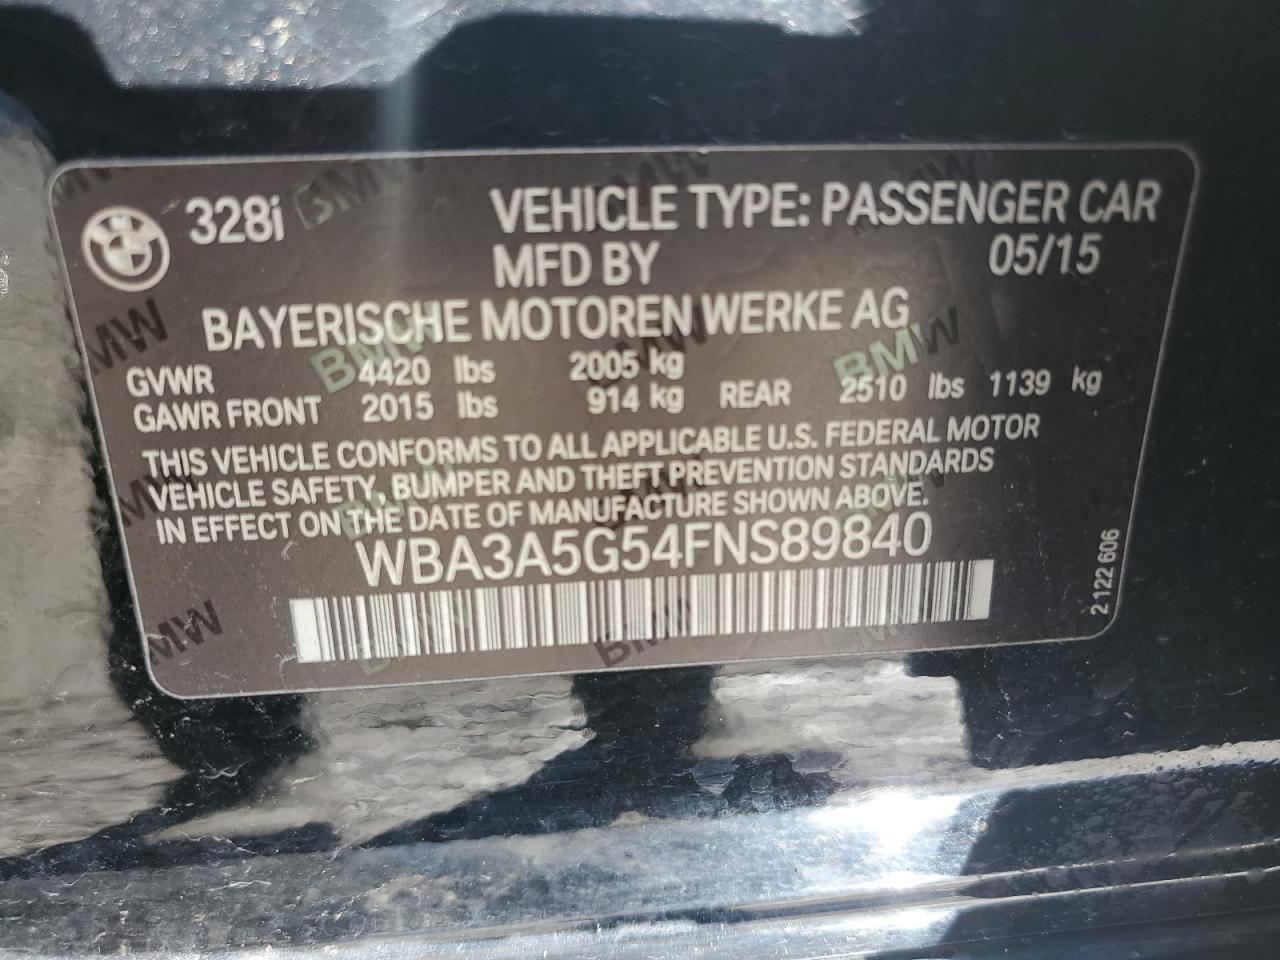 328i VEHICLE TYPE: PASSENGER CAR
MFD BY 05/15
BAYERISCHE MOTOREN WERKE AG
GVWR 4420 lbs 2005 kg
GAWR FRONT 2015 lbs 914 kg REAR 2510 lbs 1139 kg
THIS VEHICLE CONFORMS TO ALL APPLICABLE U.S. FEDERAL MOTOR
VEHICLE SAFETY, BUMPER AND THEFT PREVENTION STANDARDS
IN EFFECT ON THE DATE OF MANUFACTURE SHOWN ABOVE.
WBA3A5G54FNS89840
2 122 606